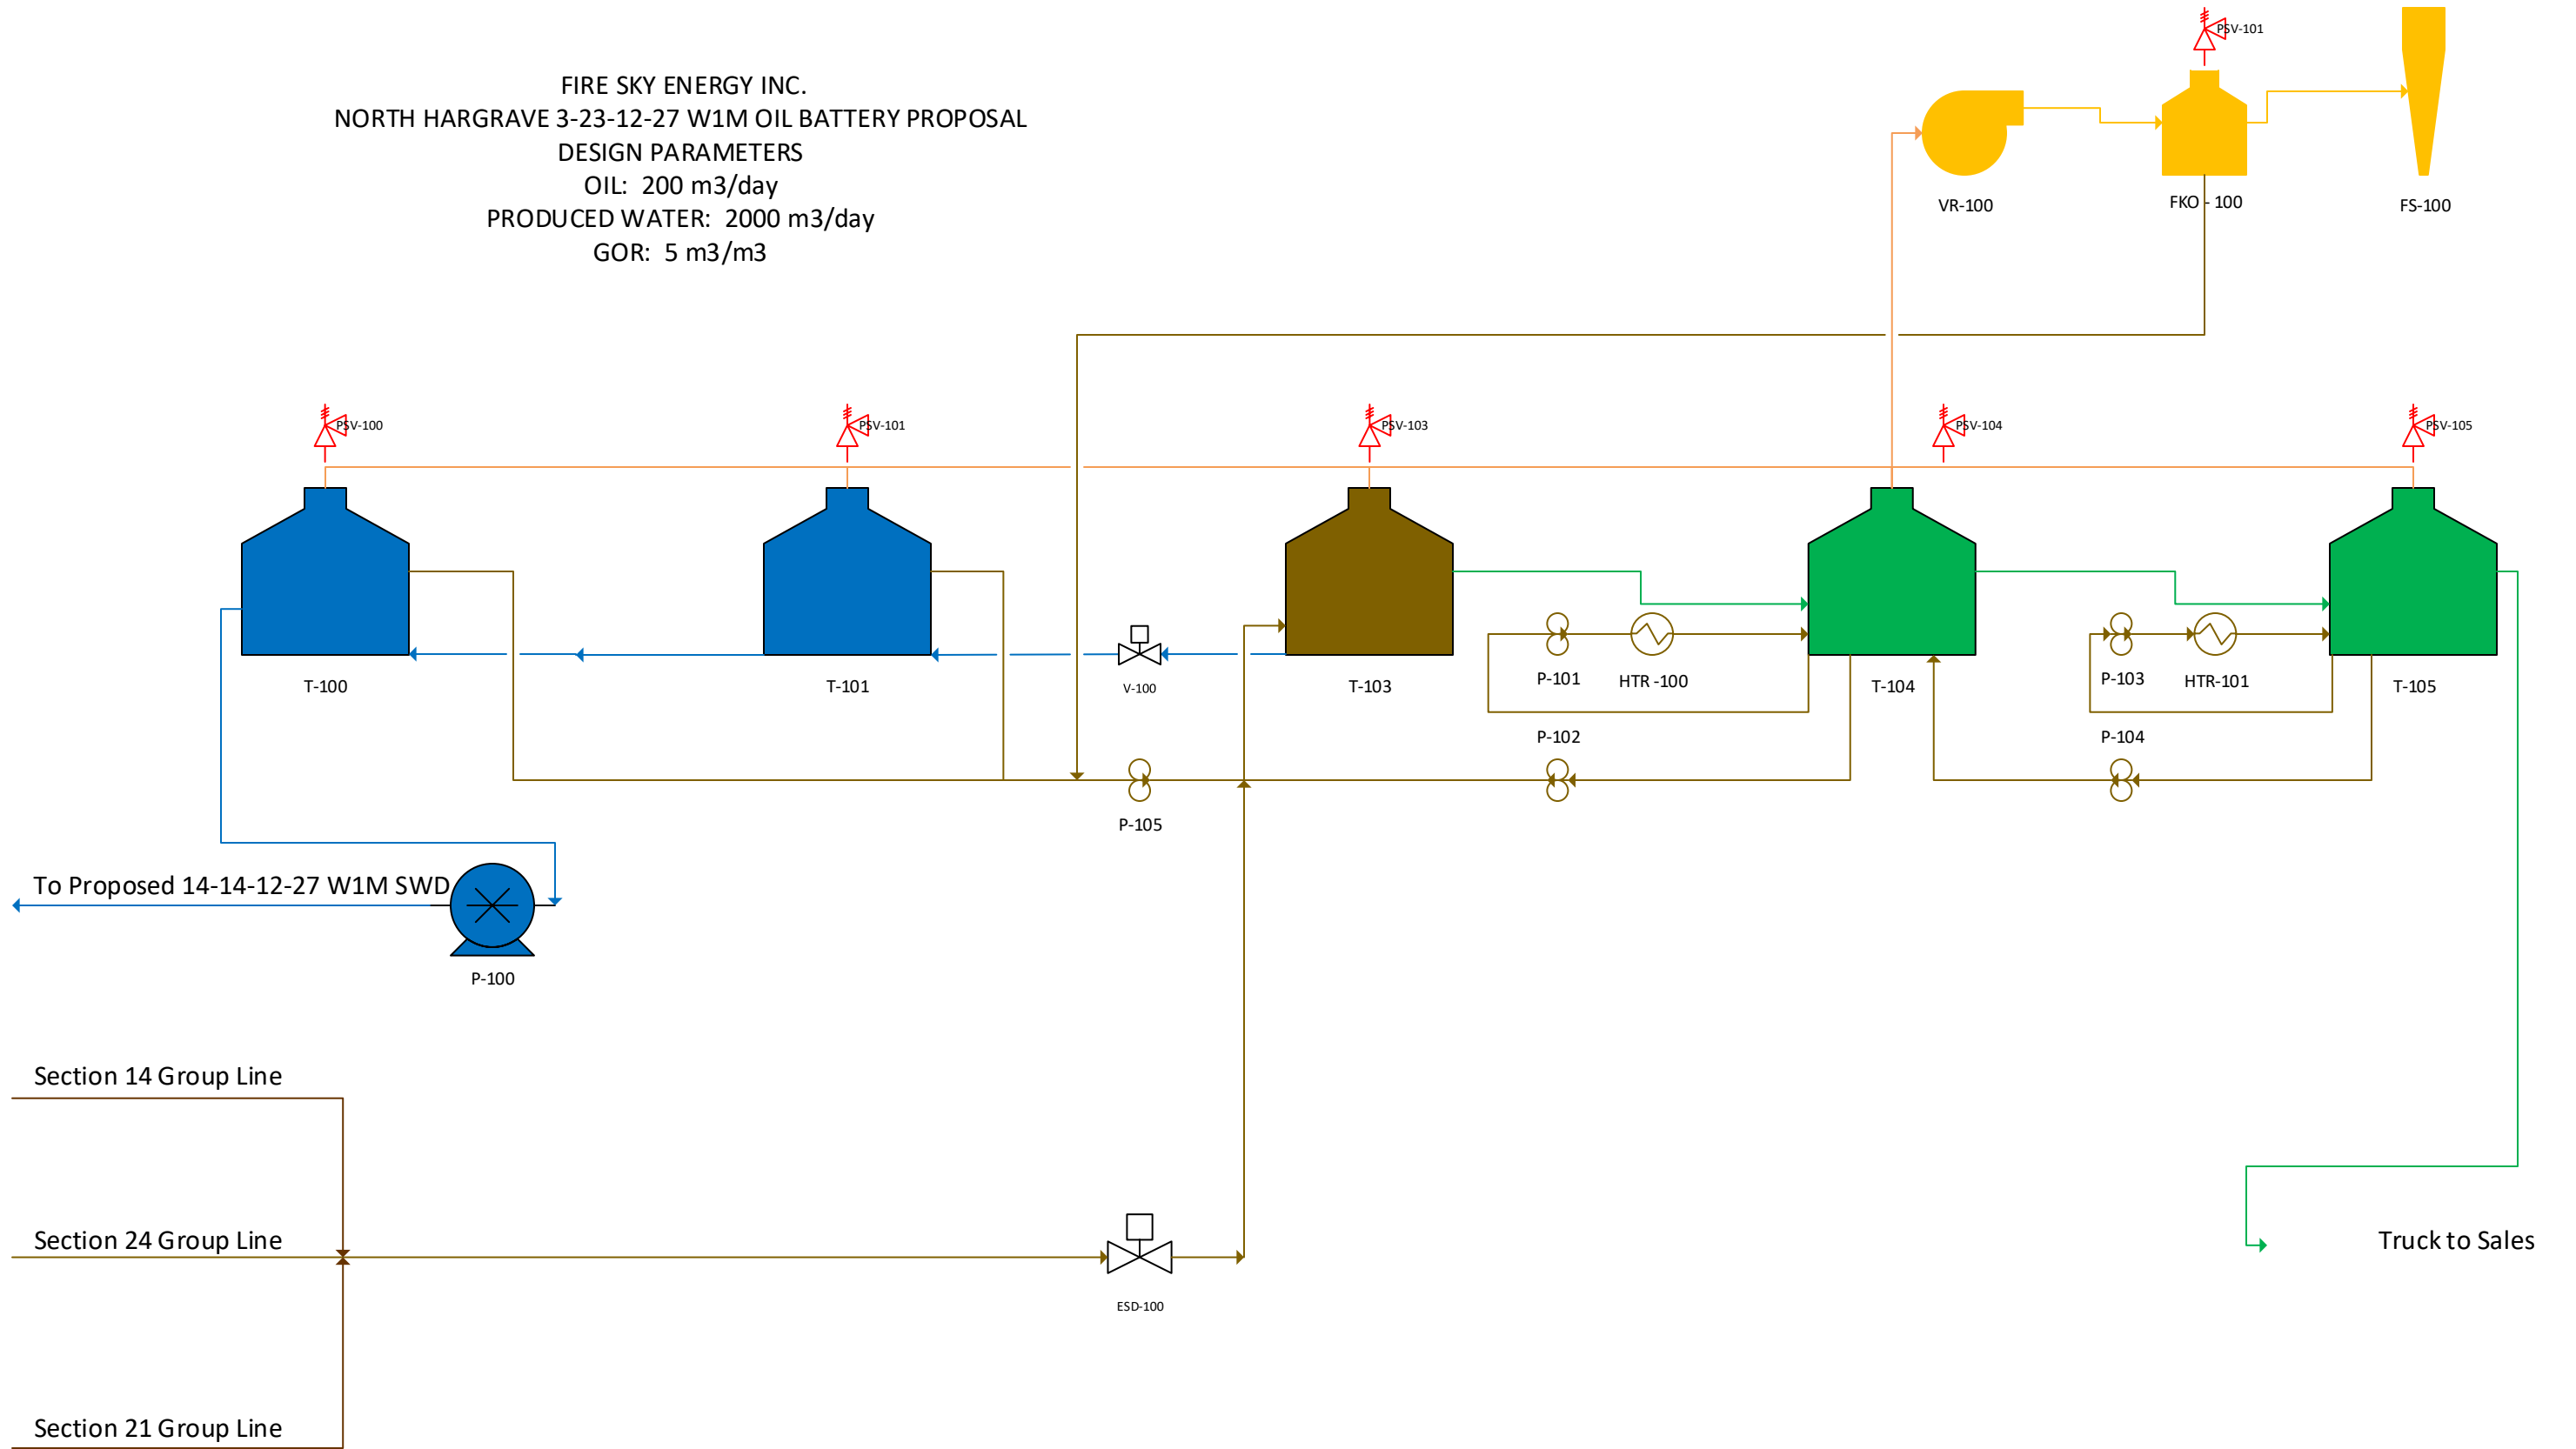 PSV-101
FIRE SKY ENERGY INC.
NORTH HARGRAVE 3-23-12-27 W1M OIL BATTERY PROPOSAL
DESIGN PARAMETERS
OIL: 200 m3/day
PRODUCED WATER: 2000 m3/day
GOR: 5 m3/m3
VR-100
FKO - 100
FS-100
PSV-100
PSV-101
PSV-103
PSV-104
PSV-105
T-100
T-101
V-100
T-103
P-101
HTR -100
T-104
P-103
HTR-101
T-105
P-102
P-104
P-105
To Proposed 14-14-12-27 W1M SWD
P-100
Section 14 Group Line
Section 24 Group Line
Truck to Sales
ESD-100
Section 21 Group Line